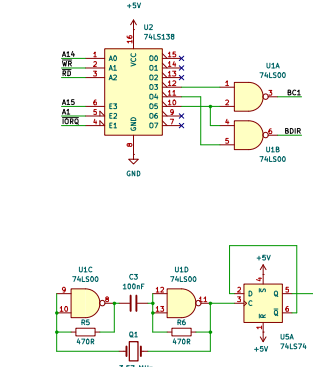 +5V
U2
74LS138
16
VCC
A14 1 A0 O0 15
WR 2 A1 O1 14
RD 3 A2 O2 13
O3 12
O4 11
A15 6 E3 O5 10
A1 5 E2 O6 9
IORQ 4 E1 O7 7
GND
8
GND
U1A
74LS00
1
2
3 BC1
4
5
6 BDIR
U1B
74LS00
U1C
74LS00
9
10
8
C3
100nF
U1D
74LS00
12
13
11
R5
470R
R6
470R
Q1
+5V
4
2 D Q 5
3 C
Q 6
1
+5V
U5A
74LS74